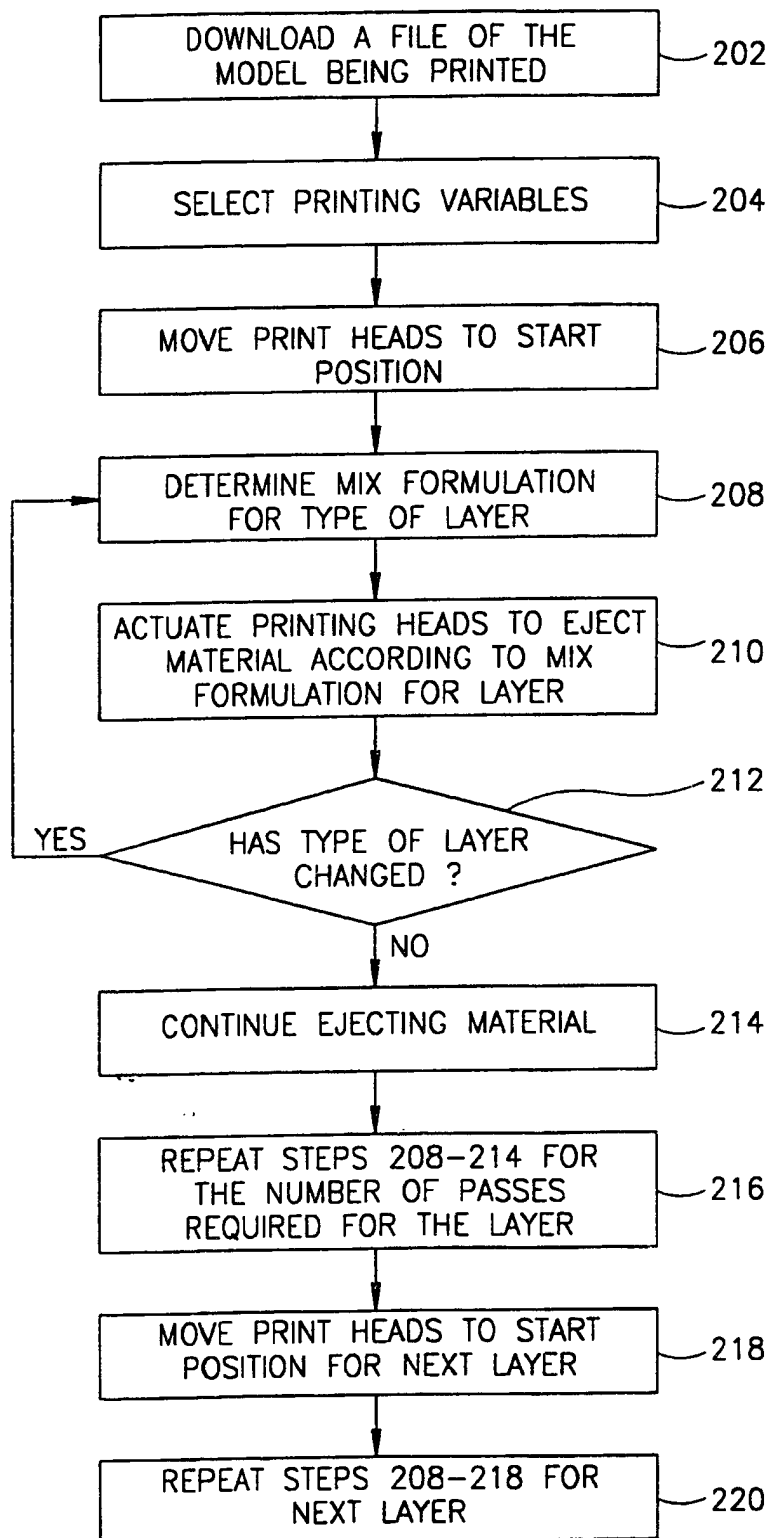 DOWNLOAD A FILE OF THE
MODEL BEING PRINTED
202
SELECT PRINTING VARIABLES
204
MOVE PRINT HEADS TO START
POSITION
206
DETERMINE MIX FORMULATION
FOR TYPE OF LAYER
208
ACTUATE PRINTING HEADS TO EJECT
MATERIAL ACCORDING TO MIX
FORMULATION FOR LAYER
210
212
YES
HAS TYPE OF LAYER
CHANGED ?
NO
CONTINUE EJECTING MATERIAL
214
REPEAT STEPS 208-214 FOR
THE NUMBER OF PASSES
REQUIRED FOR THE LAYER
216
MOVE PRINT HEADS TO START
POSITION FOR NEXT LAYER
218
REPEAT STEPS 208-218 FOR
NEXT LAYER
220